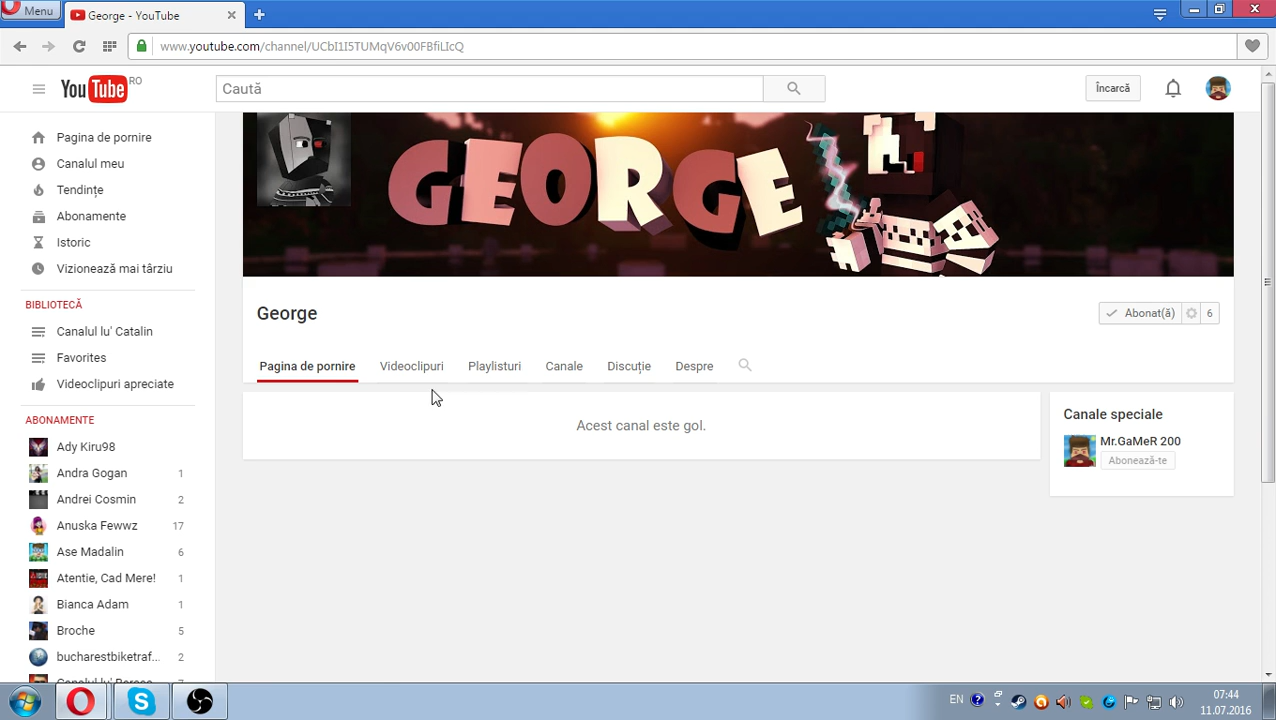 Menu
George - YouTube
www.youtube.com/channel/UCbI1I5TUMqV6v00FBfiLIcQ
YouTube RO
Caută
Încarcă
Pagina de pornire
Canalul meu
Tendințe
Abonamente
Istoric
Vizionează mai târziu
BIBLIOTECĂ
Canalul lu' Catalin
Favorites
Videoclipuri apreciate
ABONAMENTE
Ady Kiru98
Andra Gogan 1
Andrei Cosmin 2
Anuska Fewwz 17
Ase Madalin 6
Atentie, Cad Mere! 1
Bianca Adam 1
Broche 5
bucharestbiketraf... 2
GEORGE
George
Abonat(ă) 6
Pagina de pornire Videoclipuri Playlisturi Canale Discuție Despre
Acest canal este gol.
Canale speciale
Mr.GaMeR 200
Abonează-te
EN
07:44
11.07.2016